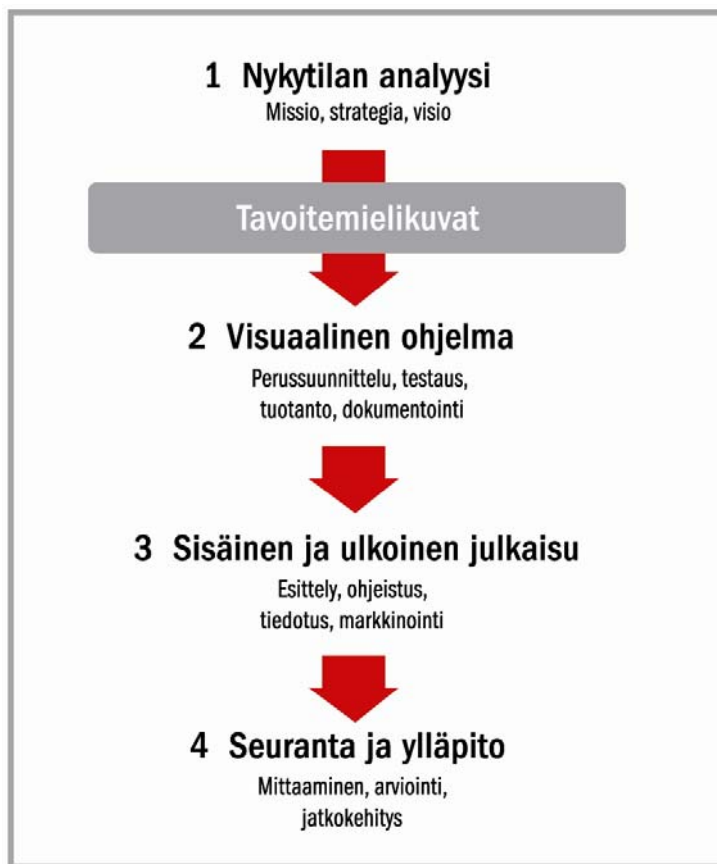 1 Nykytilan analyysi
Missio, strategia, visio
Tavoitemielikuvat
2 Visuaalinen ohjelma
Perussuunnittelu, testaus,
tuotanto, dokumentointi
3 Sisäinen ja ulkoinen julkaisu
Esittely, ohjeistus,
tiedotus, markkinointi
4 Seuranta ja ylläpito
Mittaaminen, arviointi,
jatkokehitys